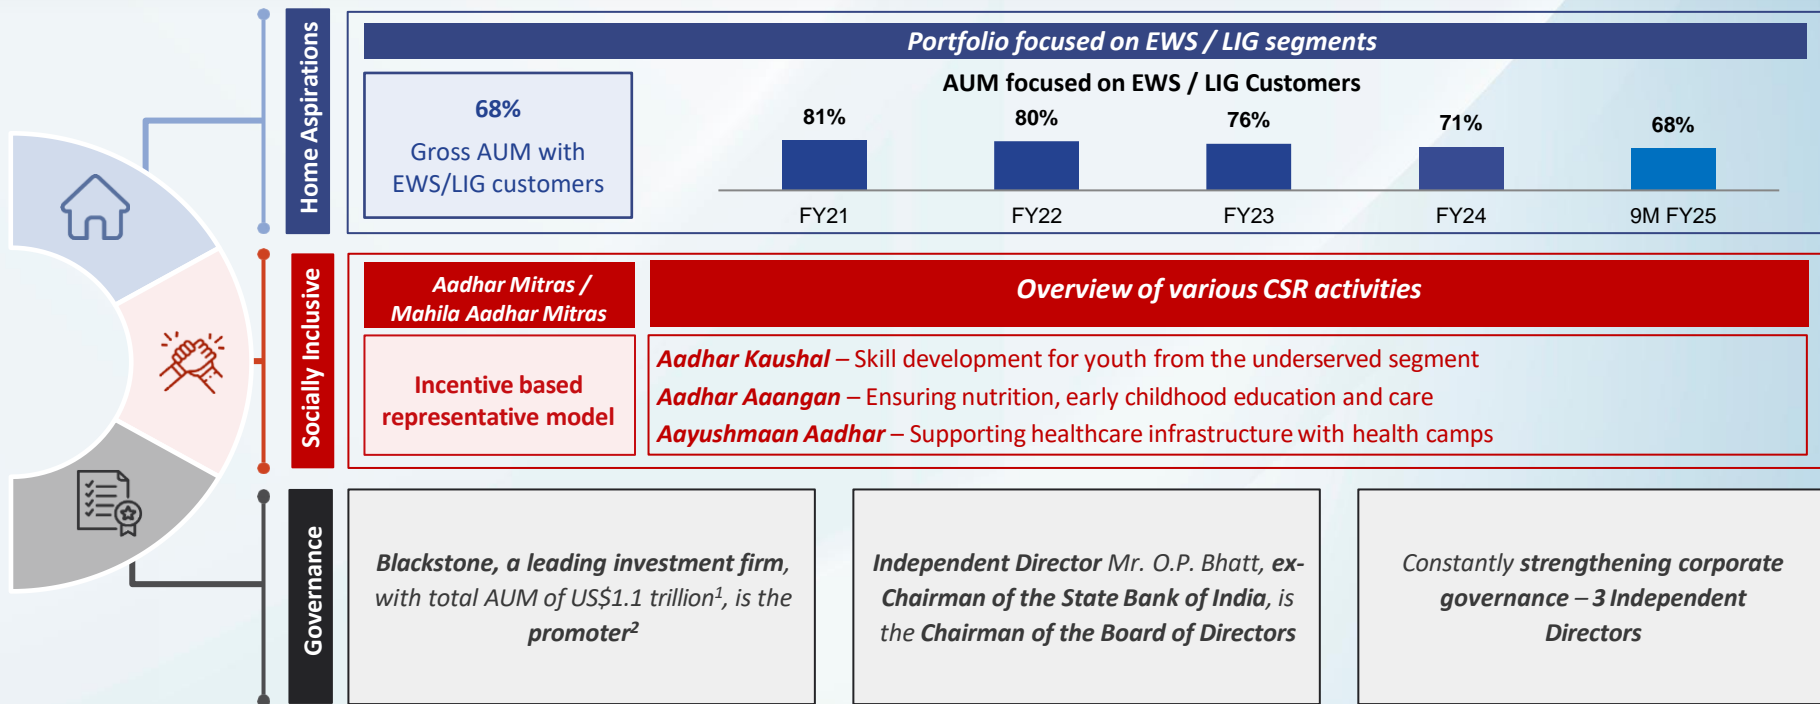 Home Aspirations
Portfolio focused on EWS / LIG segments
68%
Gross AUM with
EWS/LIG customers
AUM focused on EWS / LIG Customers
81% 80% 76% 71% 68%
FY21 FY22 FY23 FY24 9M FY25
Socially Inclusive
Aadhar Mitras /
Mahila Aadhar Mitras
Incentive based
representative model
Overview of various CSR activities
Aadhar Kaushal – Skill development for youth from the underserved segment
Aadhar Aaangan – Ensuring nutrition, early childhood education and care
Aayushmaan Aadhar – Supporting healthcare infrastructure with health camps
Governance
Blackstone, a leading investment firm,
with total AUM of US$1.1 trillion¹, is the
promoter²
Independent Director Mr. O.P. Bhatt, ex-
Chairman of the State Bank of India, is
the Chairman of the Board of Directors
Constantly strengthening corporate
governance – 3 Independent
Directors